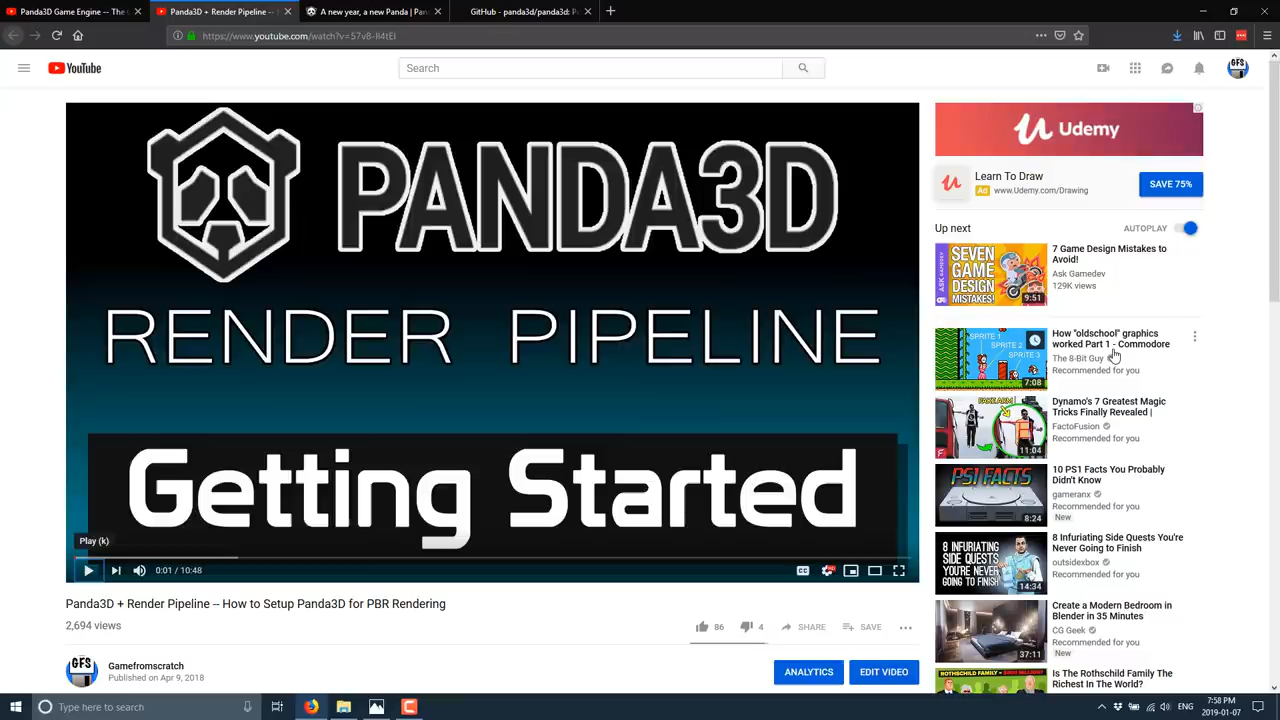 Panda3D Game Engine -- The
Panda3D + Render Pipeline --
A new year, a new Panda | Pan
GitHub - panda3d/panda3d: P
https://www.youtube.com/watch?v=57v8-Il4tEI
YouTube
Search
GFS
PANDA3D
RENDER PIPELINE
Getting Started
Play (k)
0:01 / 10:48
Panda3D + Render Pipeline -- How to Setup Panda3D for PBR Rendering
2,694 views
86
4
SHARE
SAVE
GFS
Gamefromscratch
Published on Apr 9, 2018
ANALYTICS
EDIT VIDEO
Udemy
Learn To Draw
Ad www.Udemy.com/Drawing
SAVE 75%
Up next
AUTOPLAY
ASK GAMEDEV
SEVEN
GAME
DESIGN
MISTAKES!
9:51
7 Game Design Mistakes to
Avoid!
Ask Gamedev
129K views
SPRITE 1
SPRITE 2
SPRITE 3
7:08
How "oldschool" graphics
worked Part 1 - Commodore
The 8-Bit Guy
Recommended for you
FAKE ARM
11:04
Dynamo's 7 Greatest Magic
Tricks Finally Revealed |
FactoFusion
Recommended for you
PS1 FACTS
8:24
10 PS1 Facts You Probably
Didn't Know
gameranx
Recommended for you
New
8 INFURIATING
SIDE QUESTS
YOU'RE NEVER
GOING TO FINISH
14:34
8 Infuriating Side Quests You're
Never Going to Finish
outsidexbox
Recommended for you
37:11
Create a Modern Bedroom in
Blender in 35 Minutes
CG Geek
Recommended for you
New
Is The Rothschild Family The
Richest In The World?
Type here to search
ENG
7:58 PM
2019-01-07